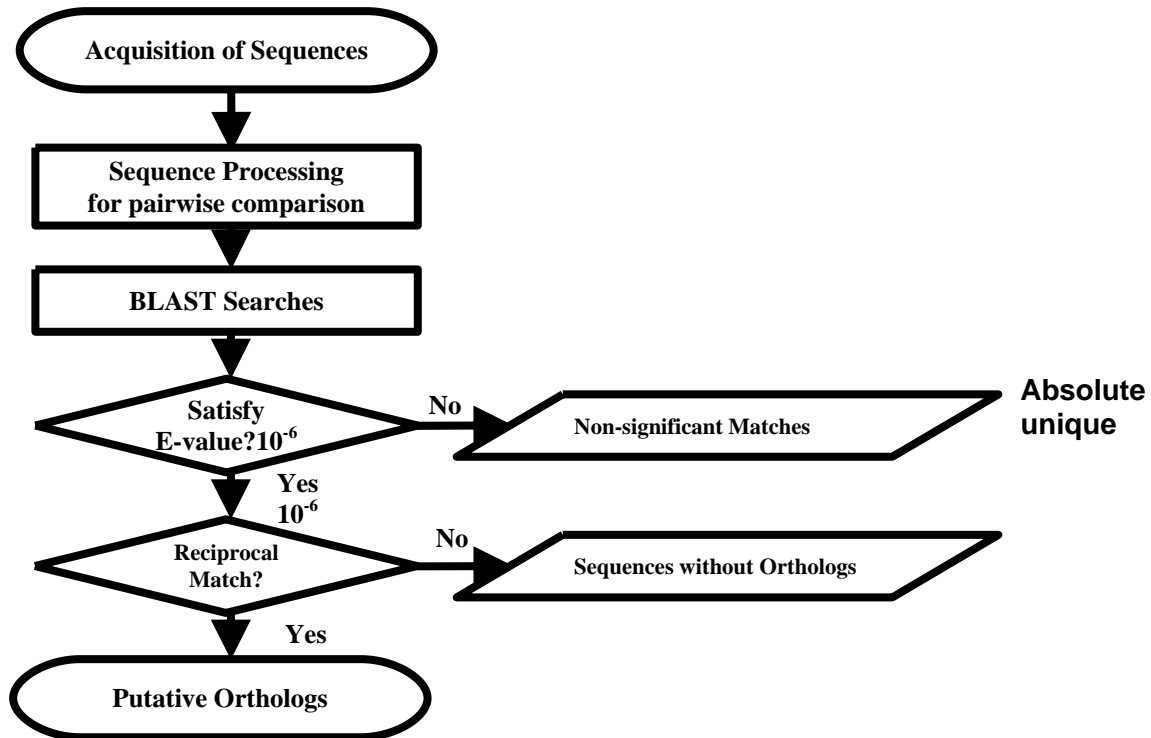 Acquisition of Sequences
Sequence Processing
for pairwise comparison
BLAST Searches
Satisfy
E-value?10⁻⁶
No
Non-significant Matches
Absolute
unique
Yes
10⁻⁶
Reciprocal
Match?
No
Sequences without Orthologs
Yes
Putative Orthologs